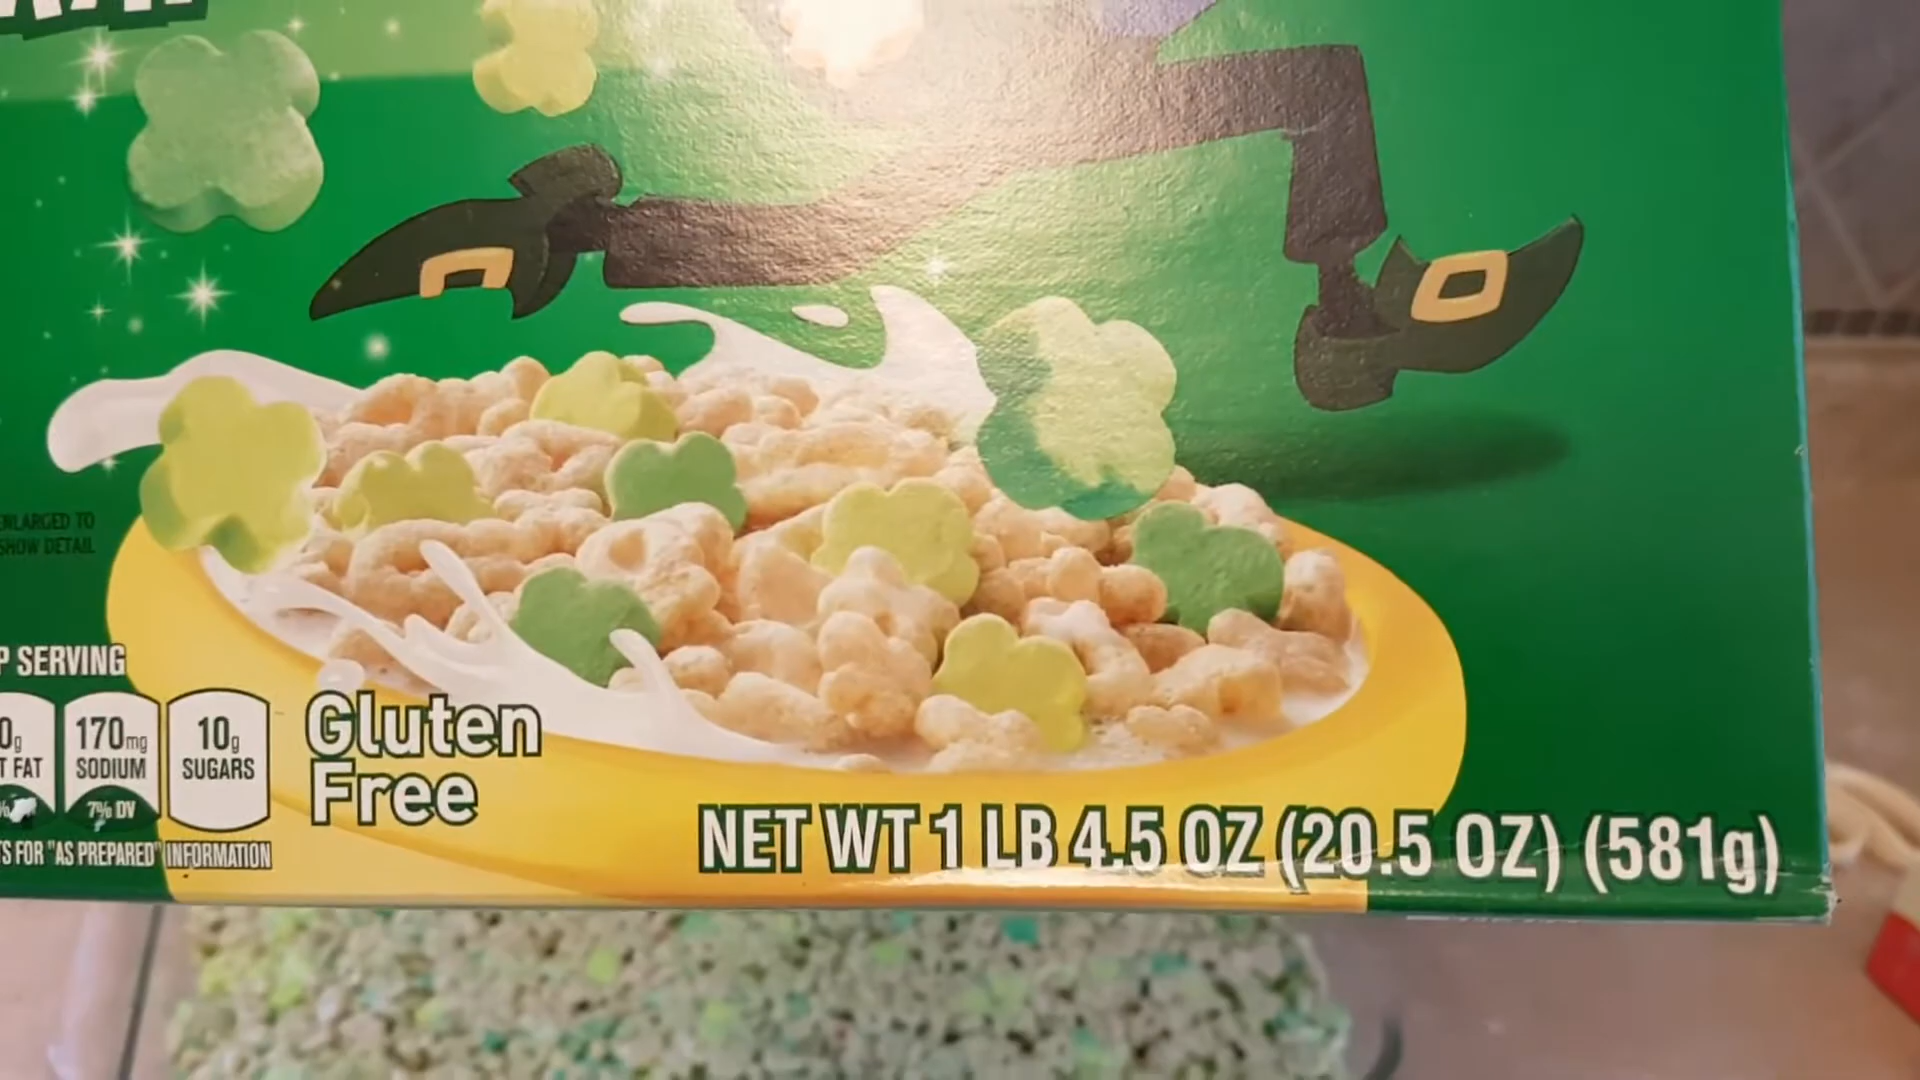 ENLARGED TO
SHOW DETAIL
P SERVING
0g
T FAT
170mg
SODIUM
7% DV
10g
SUGARS
TS FOR "AS PREPARED" INFORMATION
Gluten
Free
NET WT 1 LB 4.5 OZ (20.5 OZ) (581g)